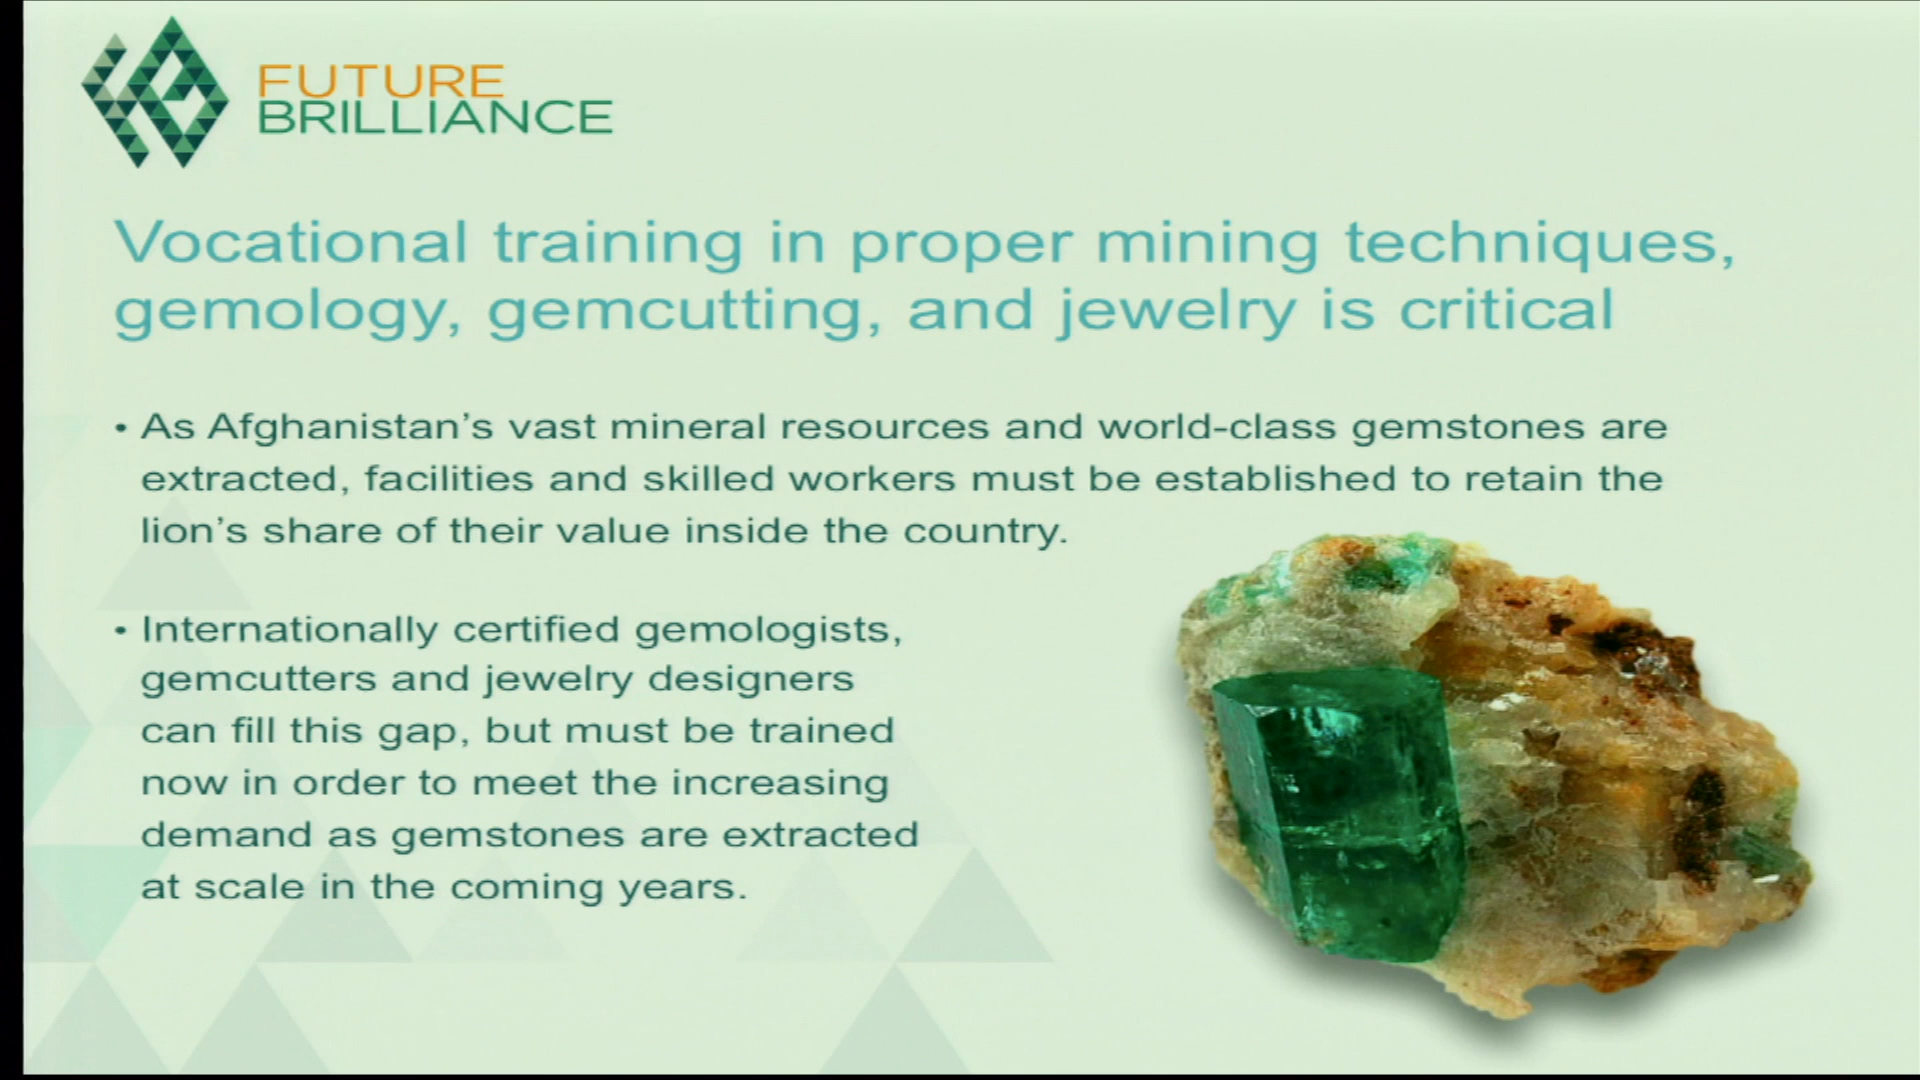 FUTURE
BRILLIANCE
Vocational training in proper mining techniques,
gemology, gemcutting, and jewelry is critical
• As Afghanistan’s vast mineral resources and world-class gemstones are
extracted, facilities and skilled workers must be established to retain the
lion’s share of their value inside the country.
• Internationally certified gemologists,
gemcutters and jewelry designers
can fill this gap, but must be trained
now in order to meet the increasing
demand as gemstones are extracted
at scale in the coming years.